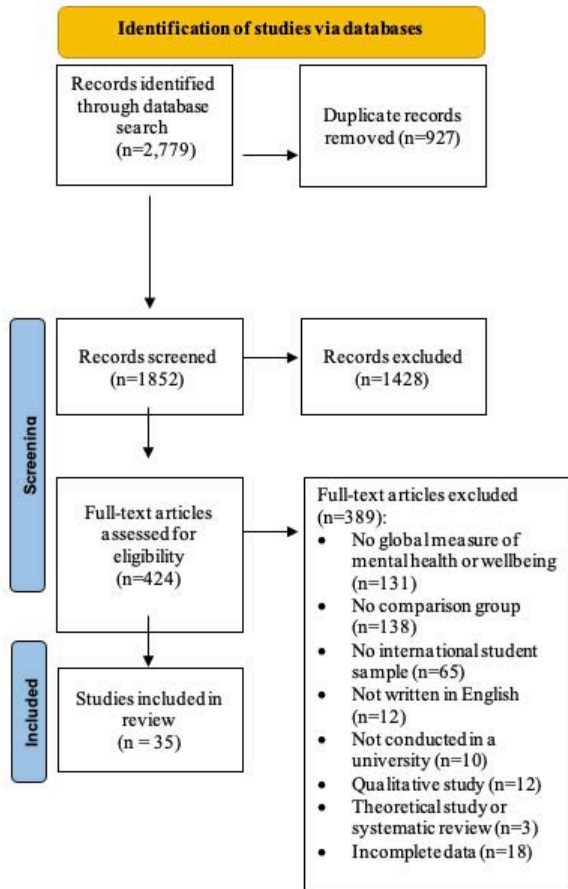 Identification of studies via databases
Records identified
through database
search
(n=2,779)
Duplicate records
removed (n=927)
Screening
Records screened
(n=1852)
Records excluded
(n=1428)
Full-text articles
assessed for
eligibility
(n=424)
Full-text articles excluded
(n=389):
• No global measure of
mental health or wellbeing
(n=131)
• No comparison group
(n=138)
• No international student
sample (n=65)
• Not written in English
(n=12)
• Not conducted in a
university (n=10)
• Qualitative study (n=12)
• Theoretical study or
systematic review (n=3)
• Incomplete data (n=18)
Included
Studies included in
review
(n = 35)